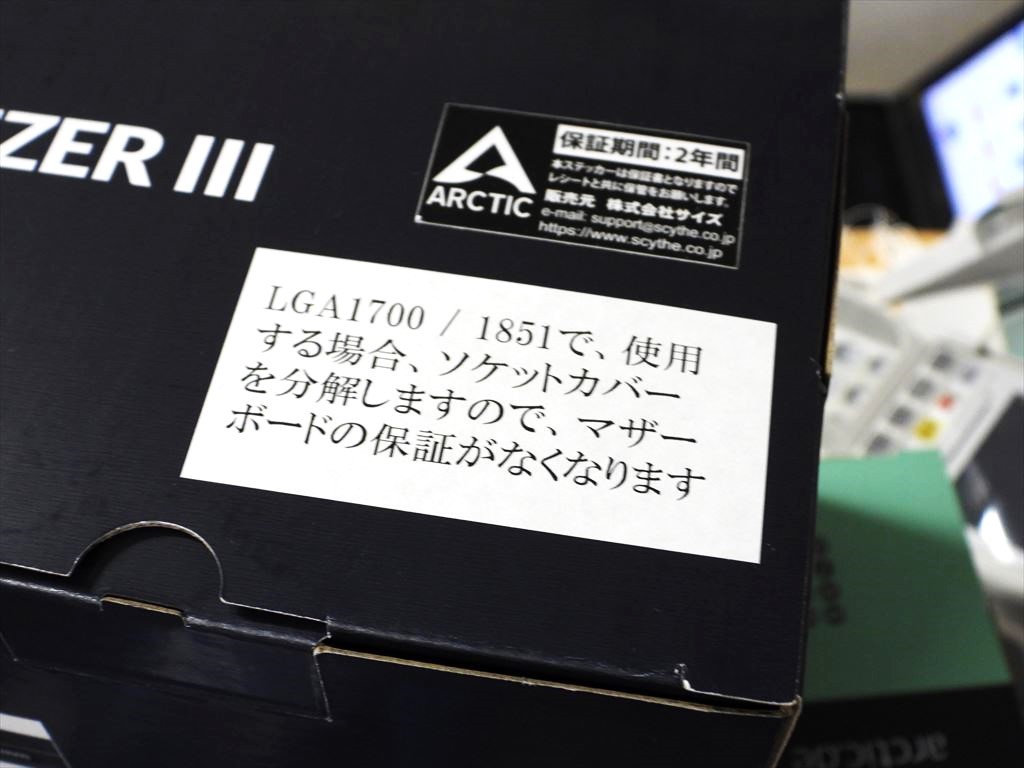 ZER III
ARCTIC
保証期間：2年間
本ステッカーは保証書となりますので
レシートと共に保管をお願いします。
販売元 株式会社サイズ
e-mail: support@scythe.co.jp
https://www.scythe.co.jp
LGA1700 / 1851で、使用
する場合、ソケットカバー
を分解しますので、マザー
ボードの保証がなくなります